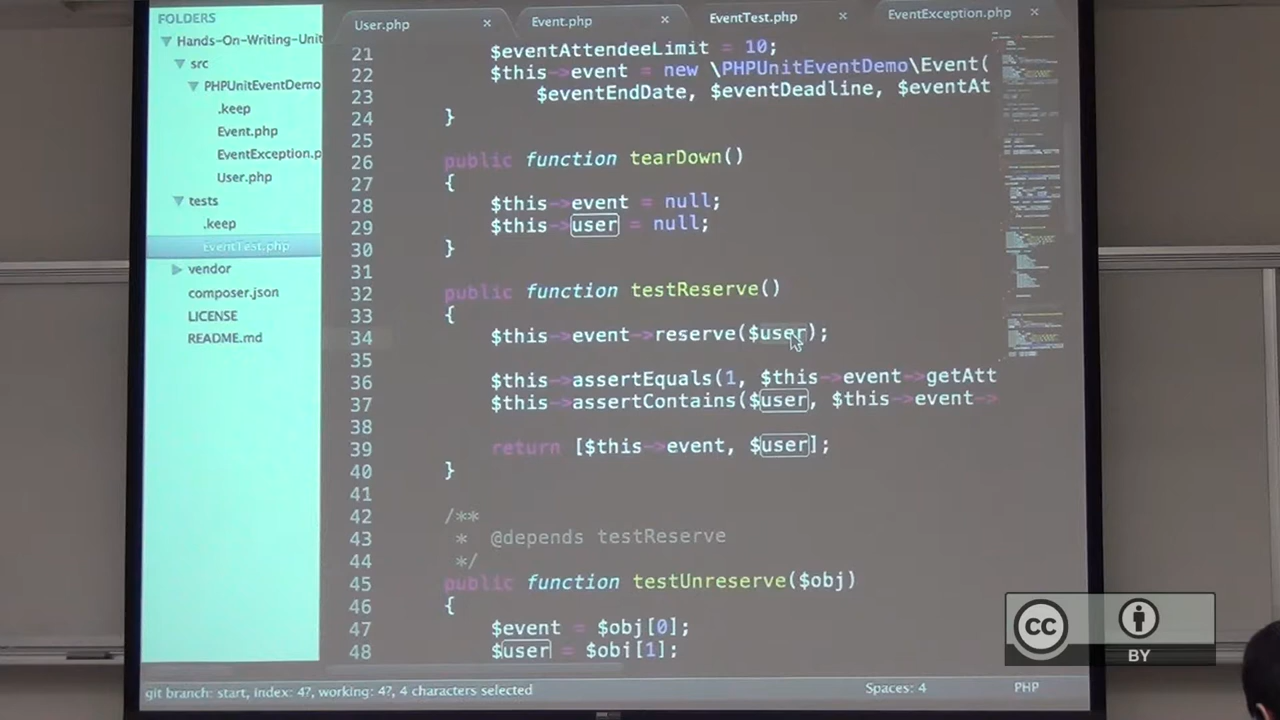 FOLDERS
Hands-On-Writing-Unit
src
PHPUnitEventDemo
.keep
Event.php
EventException.p
User.php
tests
.keep
EventTest.php
vendor
composer.json
LICENSE
README.md
User.php × Event.php × EventTest.php × EventException.php ×
21 $eventAttendeeLimit = 10;
22 $this->event = new \PHPUnitEventDemo\Event(
23 $eventEndDate, $eventDeadline, $eventAt
24 }
25
26 public function tearDown()
27 {
28 $this->event = null;
29 $this->user = null;
30 }
31
32 public function testReserve()
33 {
34 $this->event->reserve($user);
35
36 $this->assertEquals(1, $this->event->getAtt
37 $this->assertContains($user, $this->event->
38
39 return [$this->event, $user];
40 }
41
42 /**
43 * @depends testReserve
44 */
45 public function testUnreserve($obj)
46 {
47 $event = $obj[0];
48 $user = $obj[1];
git branch: start, index: 4?, working: 4?, 4 characters selected Spaces: 4 PHP
CC
BY